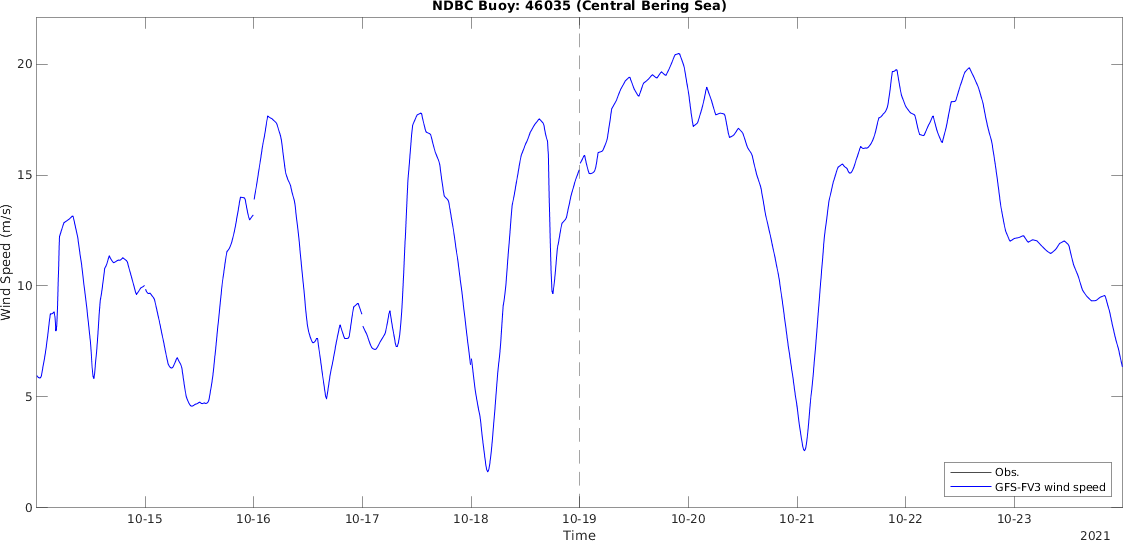 NDBC Buoy: 46035 (Central Bering Sea)
20
15
10
5
0
Wind Speed (m/s)
10-15 10-16 10-17 10-18 10-19 10-20 10-21 10-22 10-23
Time
2021
Obs.
GFS-FV3 wind speed